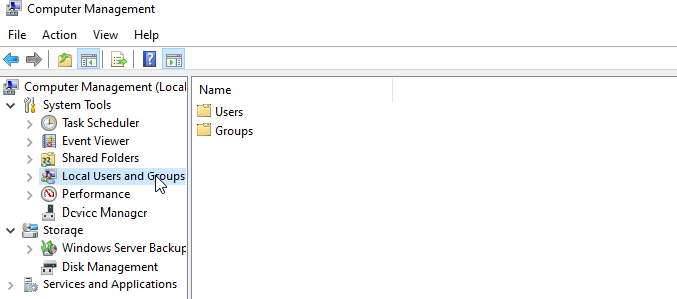 Computer Management
File Action View Help
Computer Management (Local
System Tools
Task Scheduler
Event Viewer
Shared Folders
Local Users and Groups
Performance
Device Manager
Storage
Windows Server Backup
Disk Management
Services and Applications
Name
Users
Groups